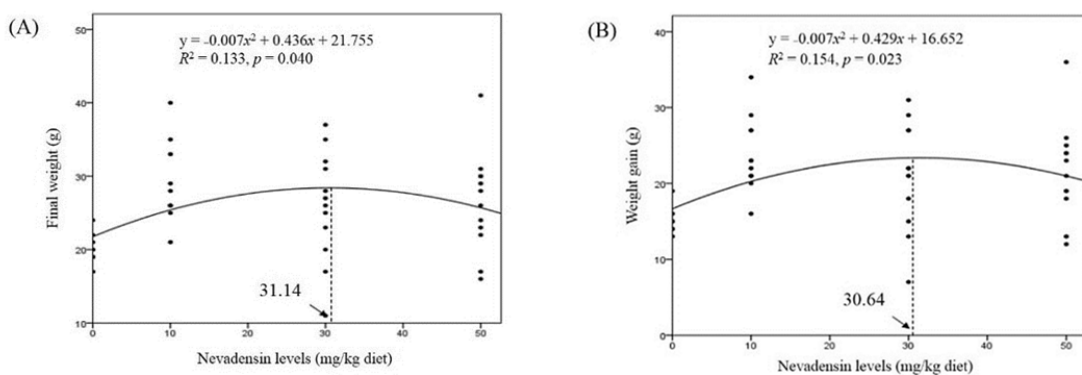 (A)
y = -0.007x² + 0.436x + 21.755
R² = 0.133, p = 0.040
50
40
30
20
10
Final weight (g)
31.14
0
10
20
30
40
50
Nevadensin levels (mg/kg diet)
(B)
y = -0.007x² + 0.429x + 16.652
R² = 0.154, p = 0.023
40
30
20
10
0
Weight gain (g)
30.64
0
10
20
30
40
50
Nevadensin levels (mg/kg diet)